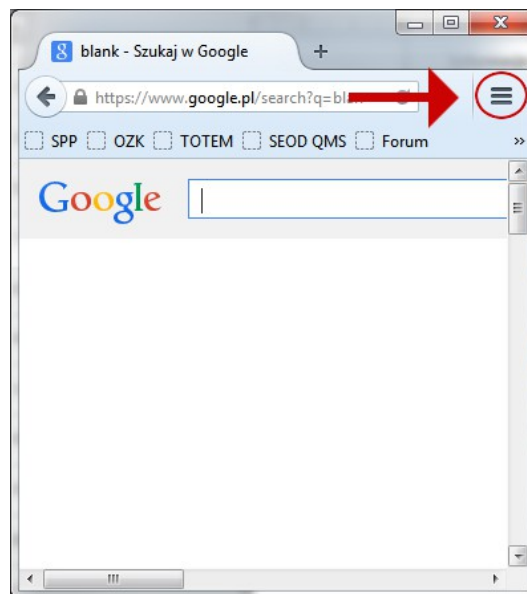 blank - Szukaj w Google
https://www.google.pl/search?q=bla
SPP OZK TOTEM SEOD QMS Forum
Google